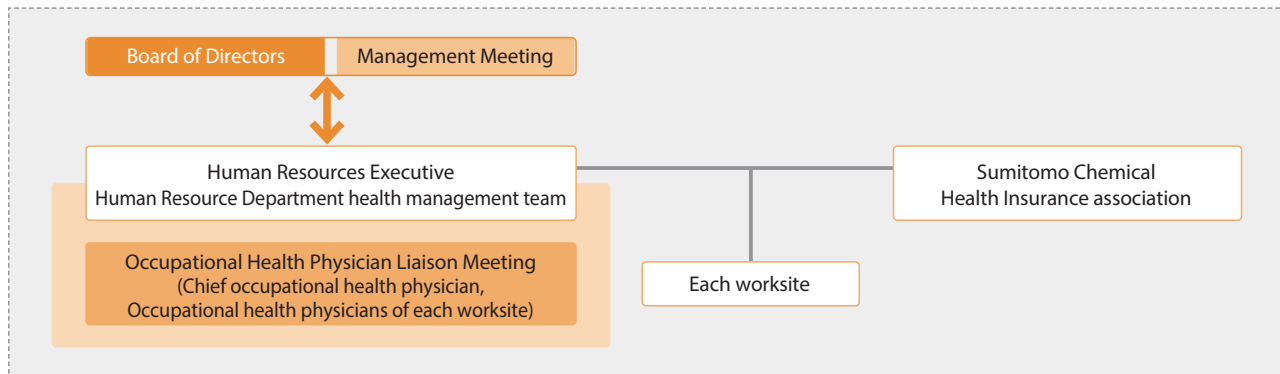 Board of Directors
Management Meeting
Human Resources Executive
Human Resource Department health management team
Sumitomo Chemical
Health Insurance association
Occupational Health Physician Liaison Meeting
(Chief occupational health physician,
Occupational health physicians of each worksite)
Each worksite